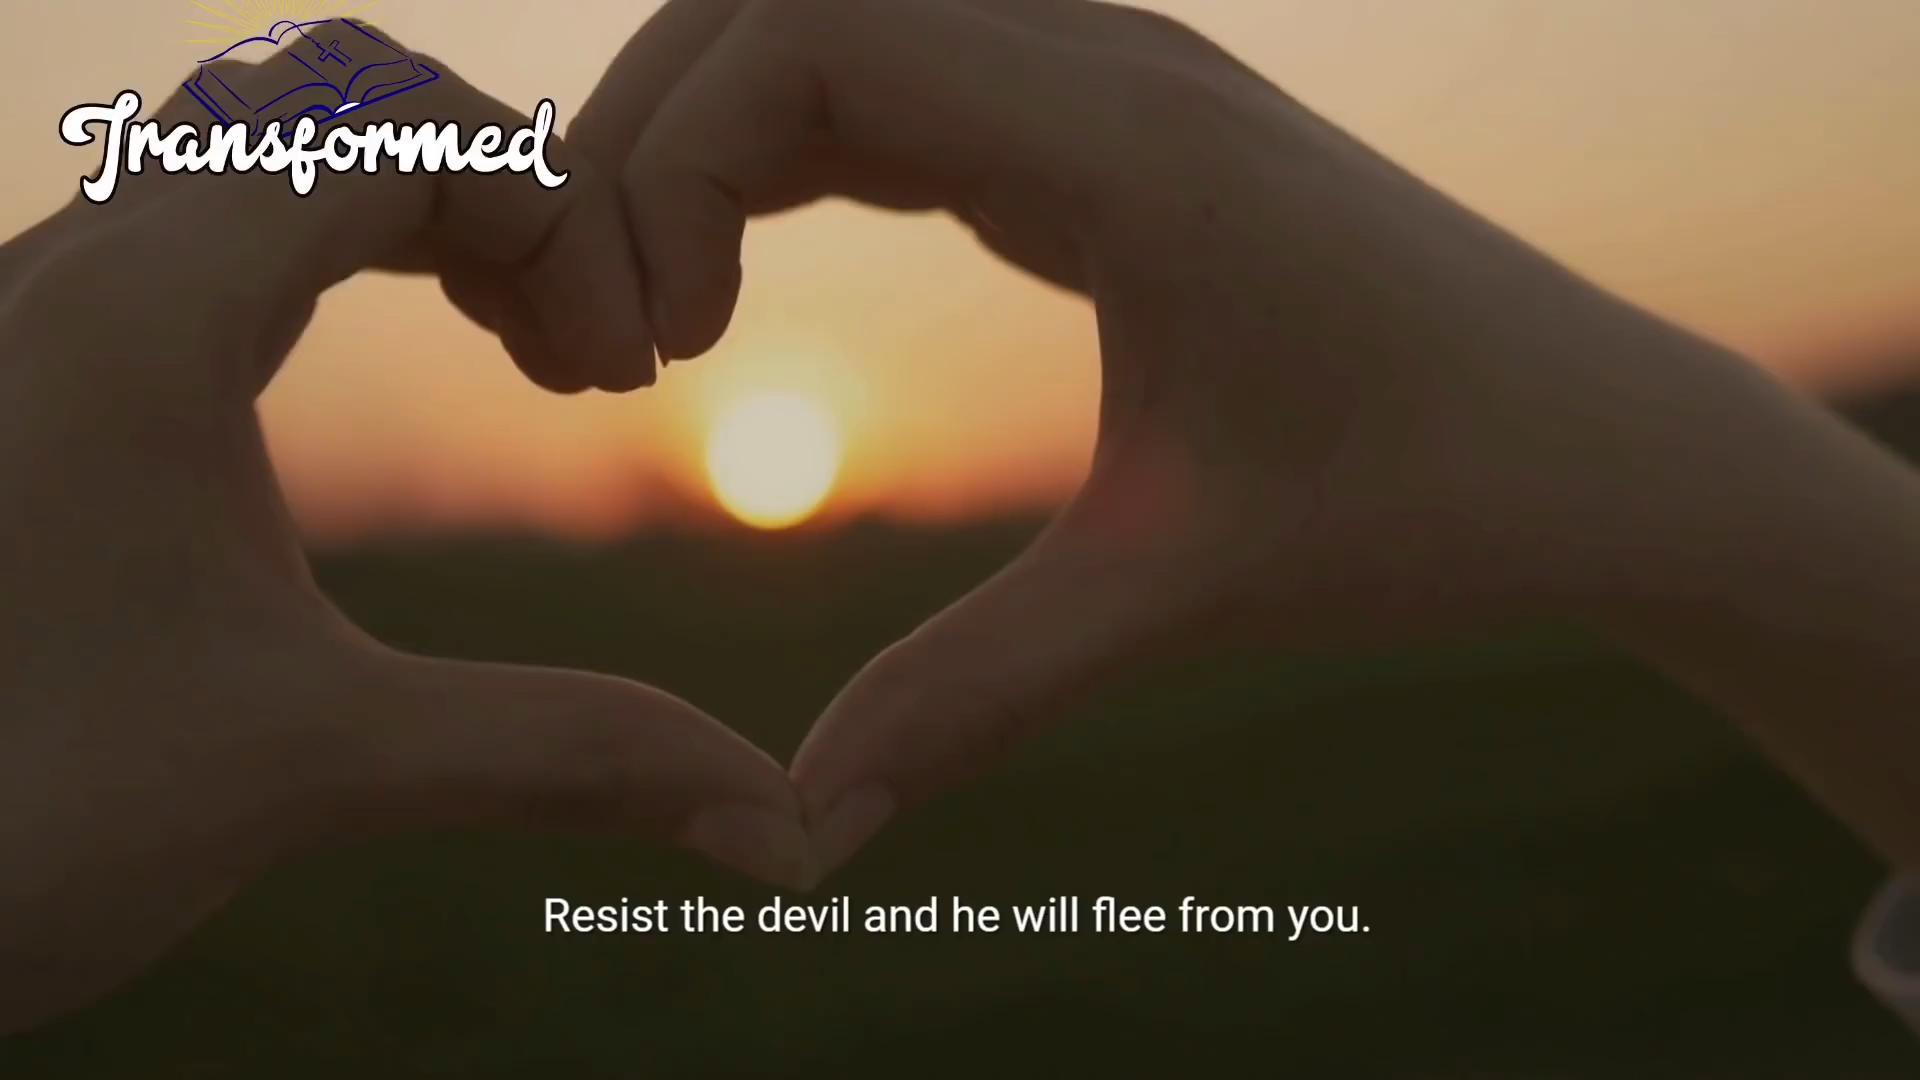 Transformed
Resist the devil and he will flee from you.